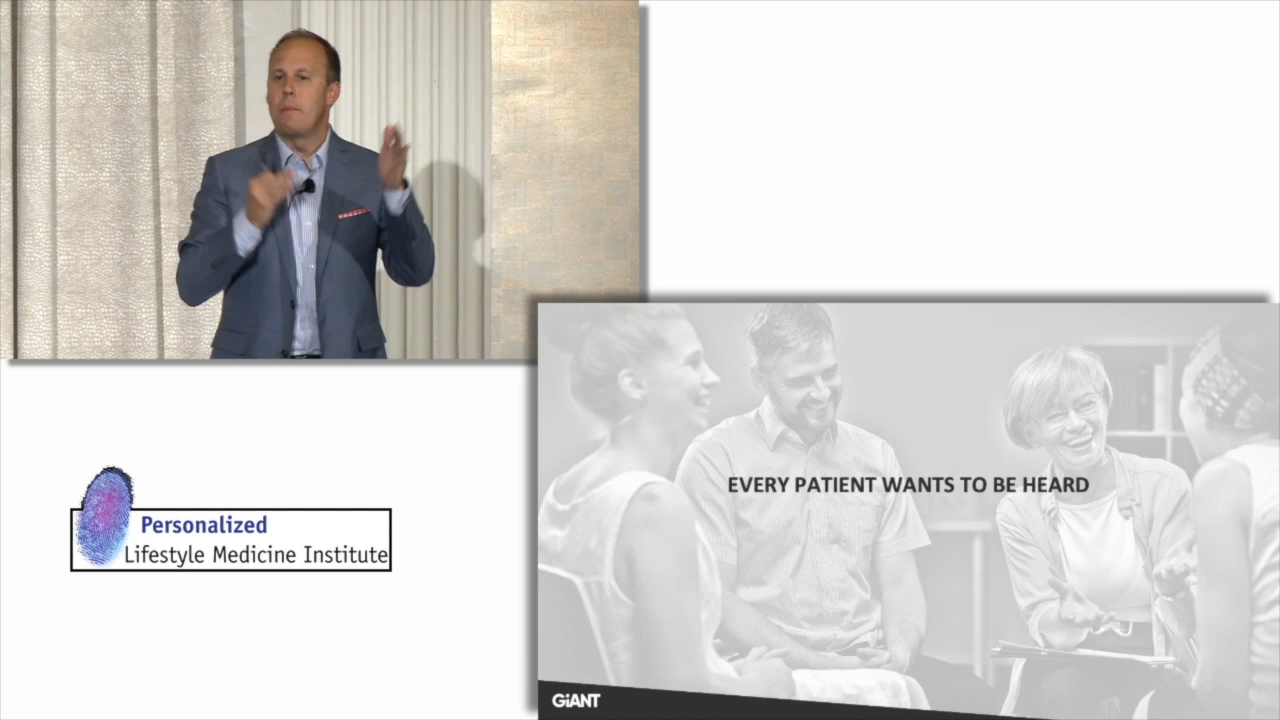 EVERY PATIENT WANTS TO BE HEARD
Personalized
Lifestyle Medicine Institute
GiANT